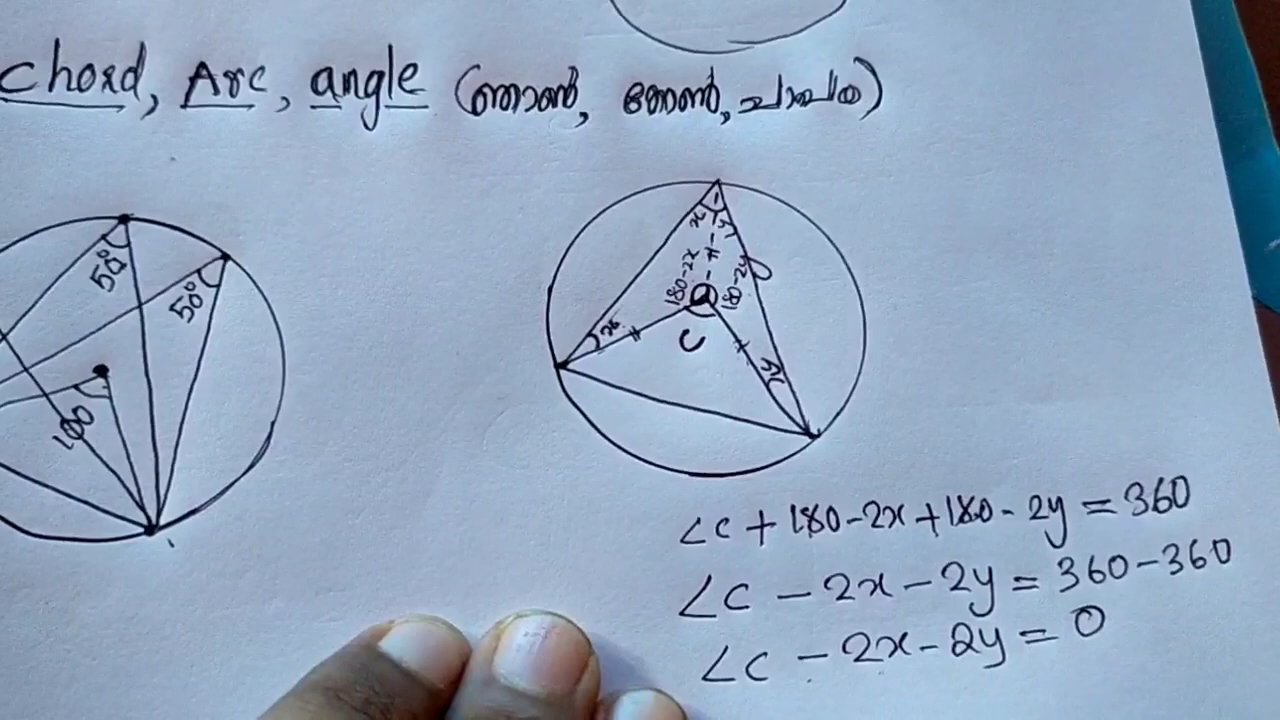 Chord, Arc, angle (ഞാൺ, കോൺ, ചാപം)
50°
50°
100
x
y
180-2x
180-2y
x
y
C
∠C + 180 - 2x + 180 - 2y = 360
∠C - 2x - 2y = 360 - 360
∠C - 2x - 2y = 0